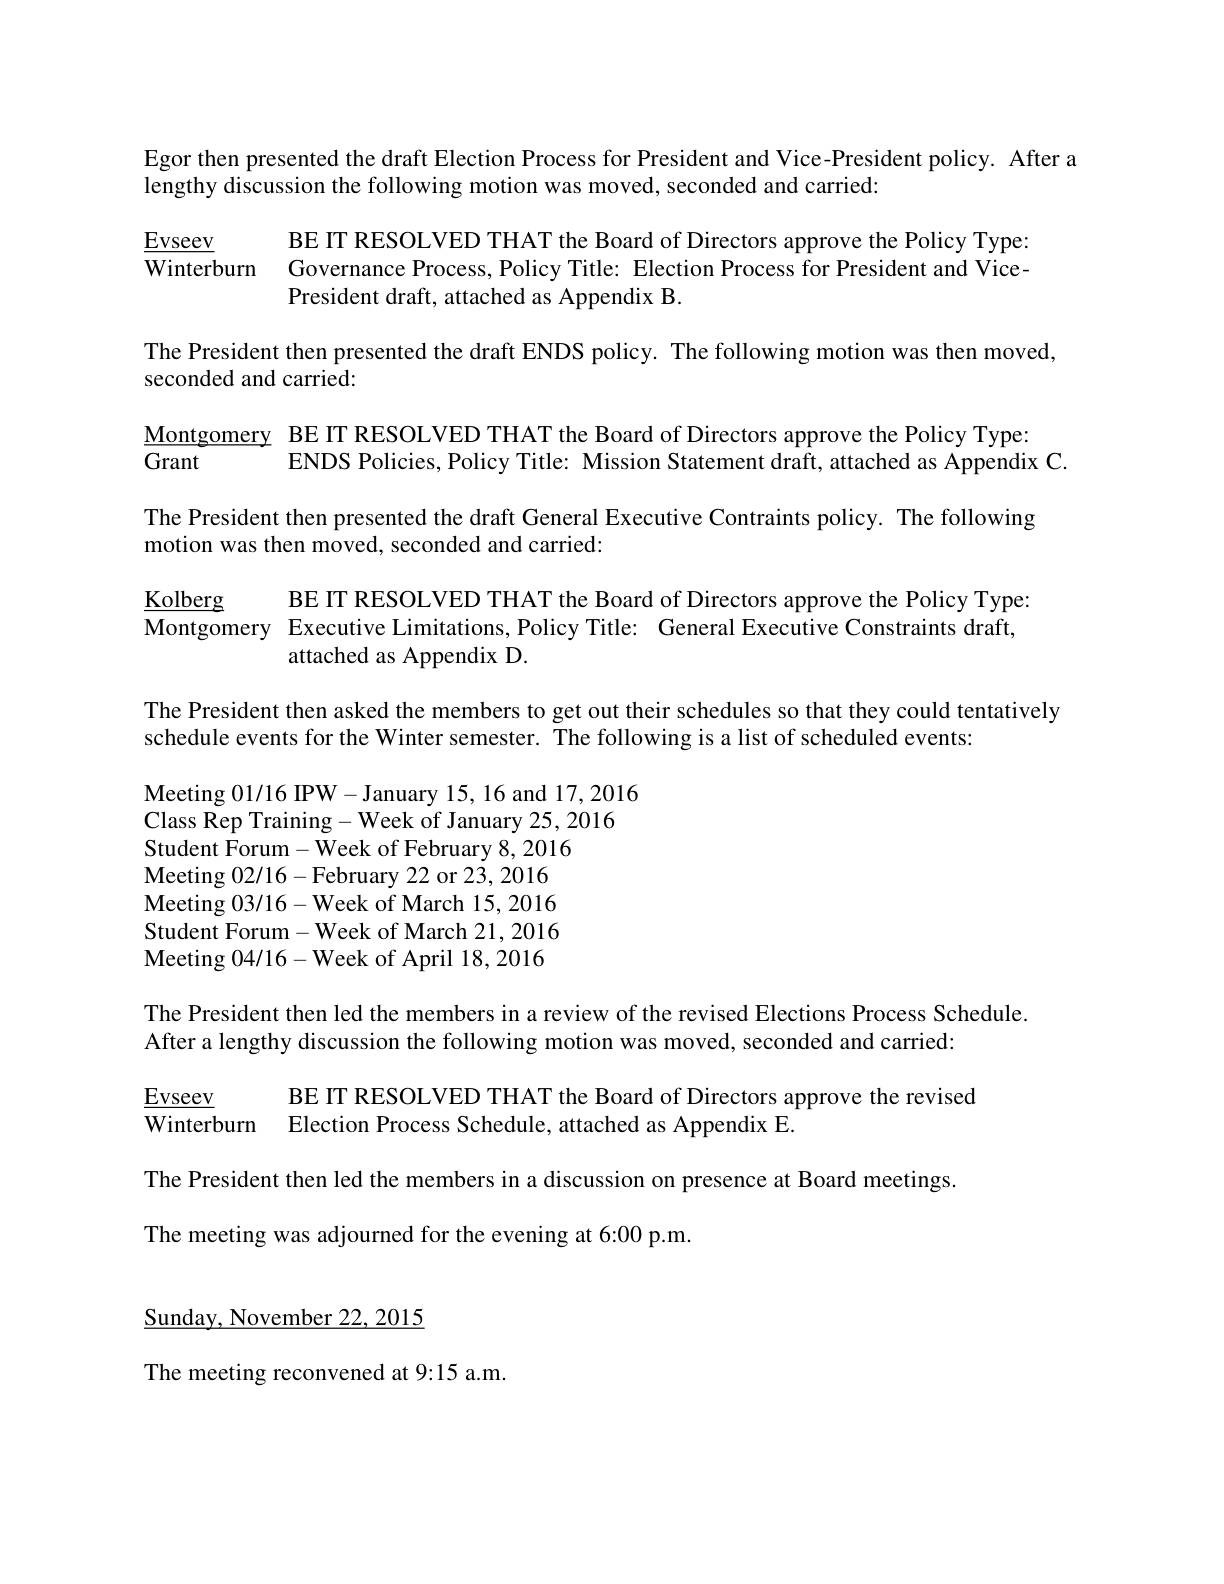 Egor then presented the draft Election Process for President and Vice-President policy.  After a
lengthy discussion the following motion was moved, seconded and carried:
Evseev BE IT RESOLVED THAT the Board of Directors approve the Policy Type:
Winterburn Governance Process, Policy Title:  Election Process for President and Vice-
President draft, attached as Appendix B.
The President then presented the draft ENDS policy.  The following motion was then moved,
seconded and carried:
Montgomery BE IT RESOLVED THAT the Board of Directors approve the Policy Type:
Grant ENDS Policies, Policy Title:  Mission Statement draft, attached as Appendix C.
The President then presented the draft General Executive Contraints policy.  The following
motion was then moved, seconded and carried:
Kolberg BE IT RESOLVED THAT the Board of Directors approve the Policy Type:
Montgomery Executive Limitations, Policy Title:   General Executive Constraints draft,
attached as Appendix D.
The President then asked the members to get out their schedules so that they could tentatively
schedule events for the Winter semester.  The following is a list of scheduled events:
Meeting 01/16 IPW – January 15, 16 and 17, 2016
Class Rep Training – Week of January 25, 2016
Student Forum – Week of February 8, 2016
Meeting 02/16 – February 22 or 23, 2016
Meeting 03/16 – Week of March 15, 2016
Student Forum – Week of March 21, 2016
Meeting 04/16 – Week of April 18, 2016
The President then led the members in a review of the revised Elections Process Schedule.
After a lengthy discussion the following motion was moved, seconded and carried:
Evseev BE IT RESOLVED THAT the Board of Directors approve the revised
Winterburn Election Process Schedule, attached as Appendix E.
The President then led the members in a discussion on presence at Board meetings.
The meeting was adjourned for the evening at 6:00 p.m.
Sunday, November 22, 2015
The meeting reconvened at 9:15 a.m.